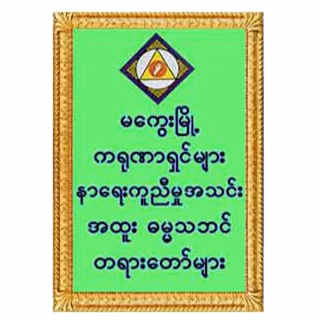 မကွေးမြို့
ကရုဏာရှင်များ
နာရေးကူညီမှုအသင်း
အထူး ဓမ္မသဘင်
တရားတော်များ